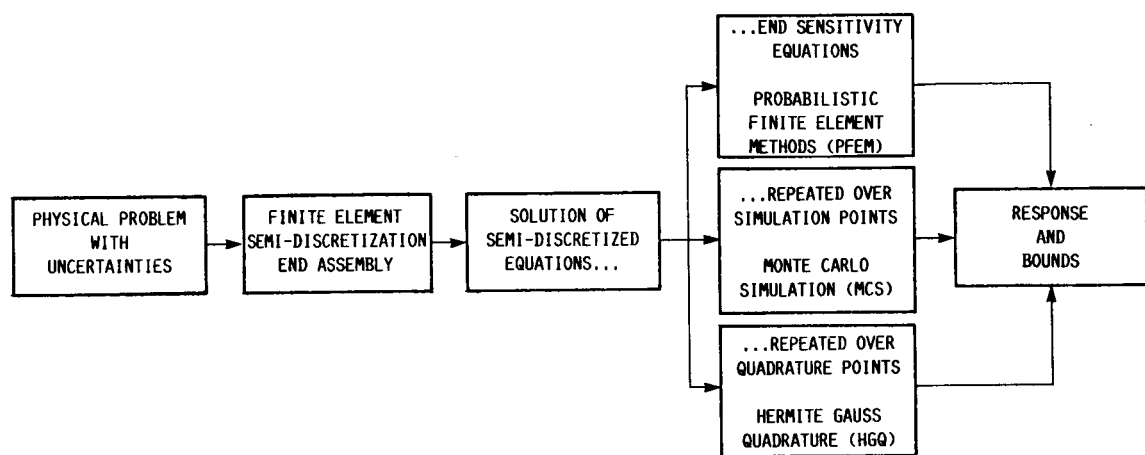 PHYSICAL PROBLEM
WITH
UNCERTAINTIES
FINITE ELEMENT
SEMI-DISCRETIZATION
END ASSEMBLY
SOLUTION OF
SEMI-DISCRETIZED
EQUATIONS...
...END SENSITIVITY
EQUATIONS
PROBABILISTIC
FINITE ELEMENT
METHODS (PFEM)
...REPEATED OVER
SIMULATION POINTS
MONTE CARLO
SIMULATION (MCS)
...REPEATED OVER
QUADRATURE POINTS
HERMITE GAUSS
QUADRATURE (HGQ)
RESPONSE
AND
BOUNDS